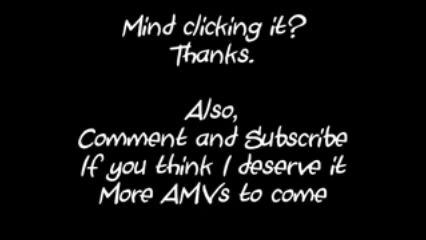 Mind clicking it?
Thanks.
Also,
Comment and Subscribe
If you think I deserve it
More AMVs to come